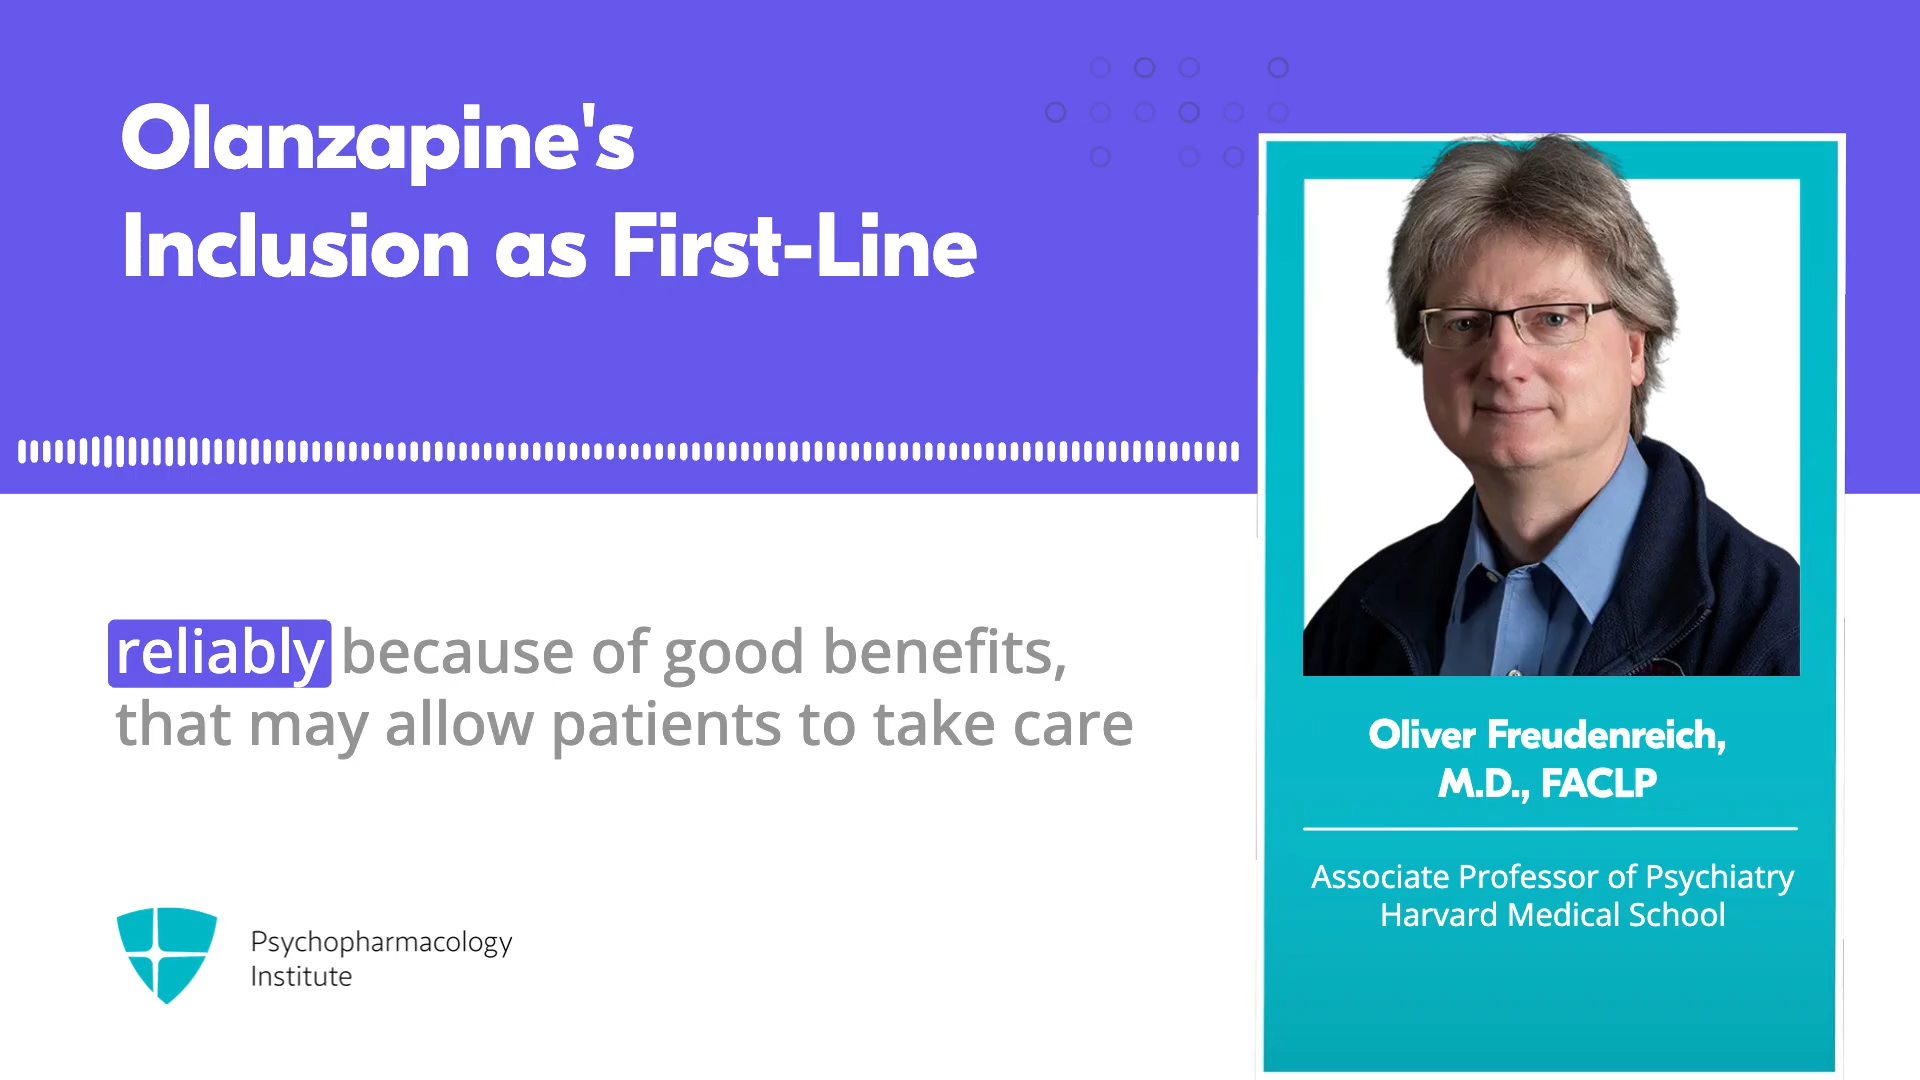 Olanzapine's
Inclusion as First-Line
reliably because of good benefits,
that may allow patients to take care
Psychopharmacology
Institute
Oliver Freudenreich,
M.D., FACLP
Associate Professor of Psychiatry
Harvard Medical School